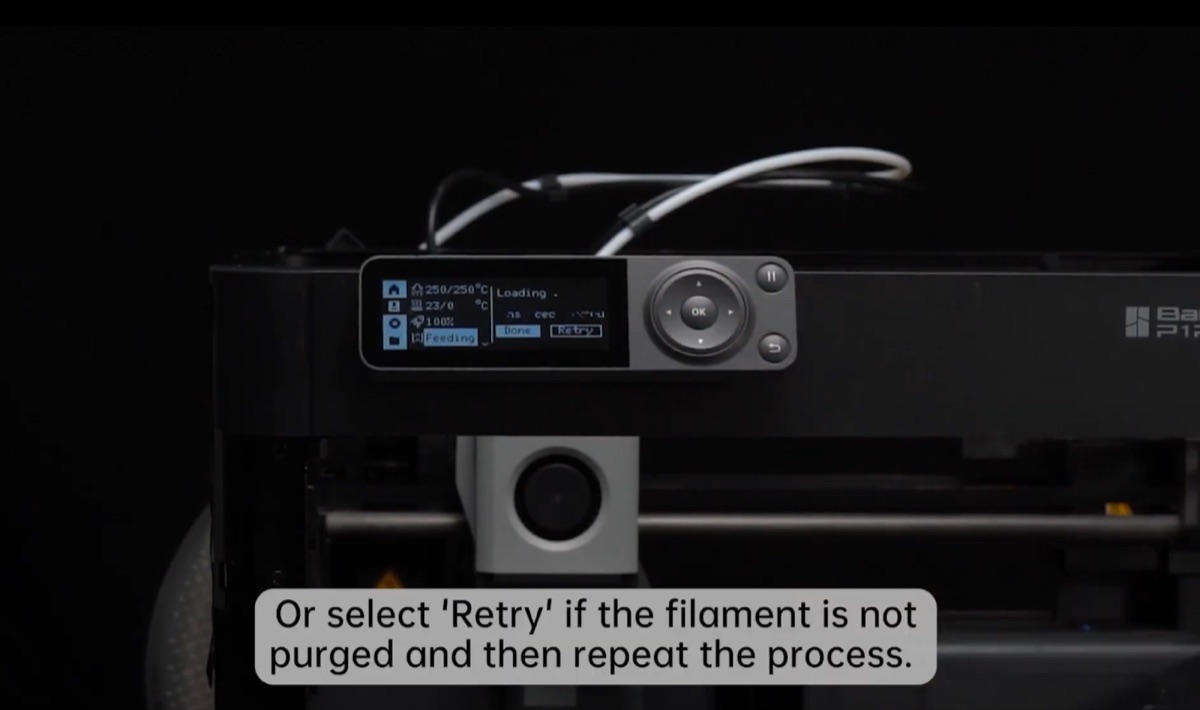 250/250°C
23/0 °C
100%
Feeding
Loading .
Done Retry
OK
Or select 'Retry' if the filament is not
purged and then repeat the process.